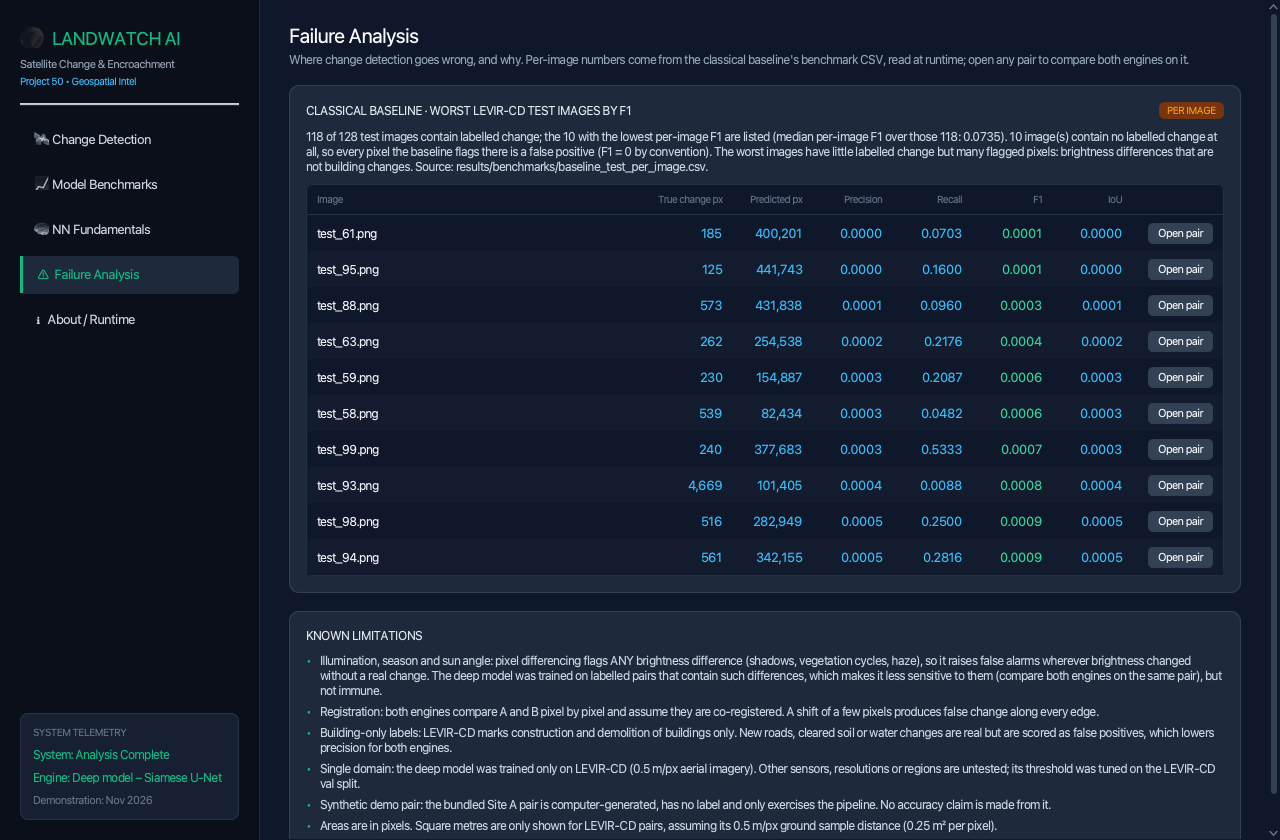 LANDWATCH AI
Satellite Change & Encroachment
Project 50 • Geospatial Intel
Change Detection
Model Benchmarks
NN Fundamentals
Failure Analysis
About / Runtime
SYSTEM TELEMETRY
System: Analysis Complete
Engine: Deep model – Siamese U-Net
Demonstration: Nov 2026
Failure Analysis
Where change detection goes wrong, and why. Per-image numbers come from the classical baseline's benchmark CSV, read at runtime; open any pair to compare both engines on it.
CLASSICAL BASELINE · WORST LEVIR-CD TEST IMAGES BY F1
PER IMAGE
118 of 128 test images contain labelled change; the 10 with the lowest per-image F1 are listed (median per-image F1 over those 118: 0.0735). 10 image(s) contain no labelled change at
all, so every pixel the baseline flags there is a false positive (F1 = 0 by convention). The worst images have little labelled change but many flagged pixels: brightness differences that are
not building changes. Source: results/benchmarks/baseline_test_per_image.csv.
Image True change px Predicted px Precision Recall F1 IoU
test_61.png 185 400,201 0.0000 0.0703 0.0001 0.0000 Open pair
test_95.png 125 441,743 0.0000 0.1600 0.0001 0.0000 Open pair
test_88.png 573 431,838 0.0001 0.0960 0.0003 0.0001 Open pair
test_63.png 262 254,538 0.0002 0.2176 0.0004 0.0002 Open pair
test_59.png 230 154,887 0.0003 0.2087 0.0006 0.0003 Open pair
test_58.png 539 82,434 0.0003 0.0482 0.0006 0.0003 Open pair
test_99.png 240 377,683 0.0003 0.5333 0.0007 0.0003 Open pair
test_93.png 4,669 101,405 0.0004 0.0088 0.0008 0.0004 Open pair
test_98.png 516 282,949 0.0005 0.2500 0.0009 0.0005 Open pair
test_94.png 561 342,155 0.0005 0.2816 0.0009 0.0005 Open pair
KNOWN LIMITATIONS
• Illumination, season and sun angle: pixel differencing flags ANY brightness difference (shadows, vegetation cycles, haze), so it raises false alarms wherever brightness changed
without a real change. The deep model was trained on labelled pairs that contain such differences, which makes it less sensitive to them (compare both engines on the same pair), but
not immune.
• Registration: both engines compare A and B pixel by pixel and assume they are co-registered. A shift of a few pixels produces false change along every edge.
• Building-only labels: LEVIR-CD marks construction and demolition of buildings only. New roads, cleared soil or water changes are real but are scored as false positives, which lowers
precision for both engines.
• Single domain: the deep model was trained only on LEVIR-CD (0.5 m/px aerial imagery). Other sensors, resolutions or regions are untested; its threshold was tuned on the LEVIR-CD
val split.
• Synthetic demo pair: the bundled Site A pair is computer-generated, has no label and only exercises the pipeline. No accuracy claim is made from it.
• Areas are in pixels. Square metres are only shown for LEVIR-CD pairs, assuming its 0.5 m/px ground sample distance (0.25 m² per pixel).